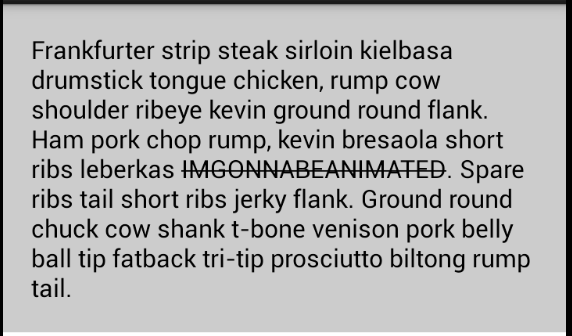 Frankfurter strip steak sirloin kielbasa
drumstick tongue chicken, rump cow
shoulder ribeye kevin ground round flank.
Ham pork chop rump, kevin bresaola short
ribs leberkas IMGONNABEANIMATED. Spare
ribs tail short ribs jerky flank. Ground round
chuck cow shank t-bone venison pork belly
ball tip fatback tri-tip prosciutto biltong rump
tail.